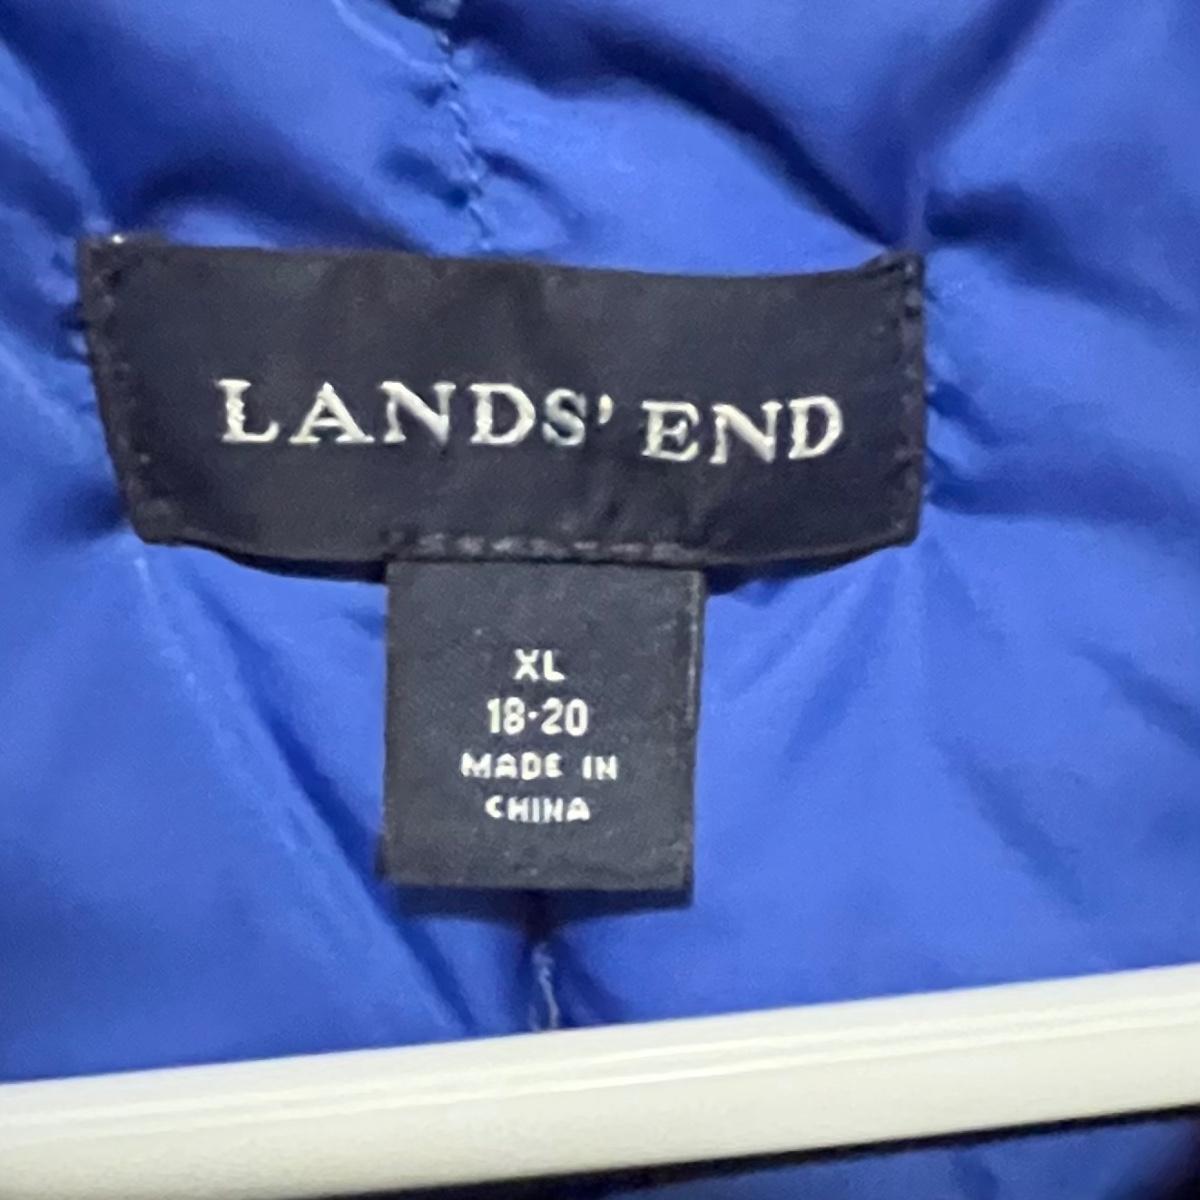 LANDS' END
XL
18-20
MADE IN
CHINA